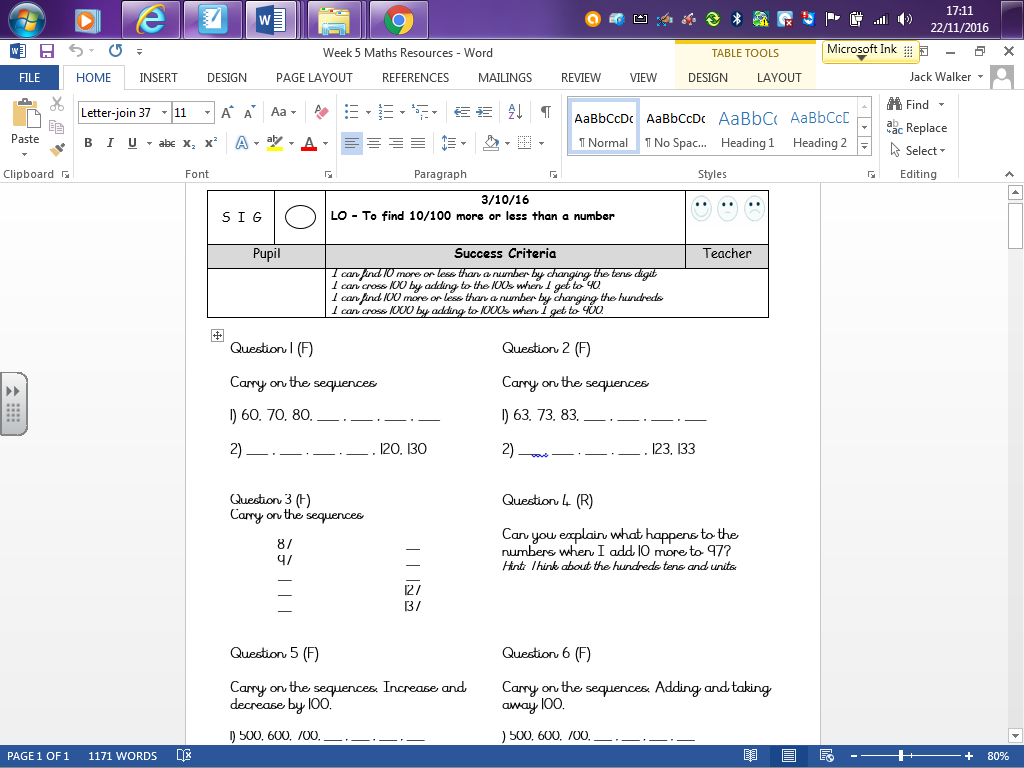 17:11
22/11/2016
Week 5 Maths Resources - Word
TABLE TOOLS
Microsoft Ink
FILE HOME INSERT DESIGN PAGE LAYOUT REFERENCES MAILINGS REVIEW VIEW DESIGN LAYOUT Jack Walker
Paste
Letter-join 37 11
AaBbCcDc AaBbCcDc AaBbCc AaBbCcD
¶ Normal ¶ No Spac... Heading 1 Heading 2
Find
Replace
Select
Clipboard Font Paragraph Styles Editing
S I G
3/10/16
LO – To find 10/100 more or less than a number
Pupil Success Criteria Teacher
I can find 10 more or less than a number by changing the tens digit
I can cross 100 by adding to the 100s when I get to 90.
I can find 100 more or less than a number by changing the hundreds
I can cross 1000 by adding to 1000s when I get to 900.
Question 1 (F)
Carry on the sequences
1) 60, 70, 80, ___ , ___ , ___ , ___
2) ___ , ___ , ___ , ___ , 120, 130
Question 2 (F)
Carry on the sequences
1) 63, 73, 83, ___ , ___ , ___ , ___
2) ___, ___ , ___ , ___ , 123, 133
Question 3 (F)
Carry on the sequences
87 __
97 __
__ __
__ 127
__ 137
Question 4 (R)
Can you explain what happens to the
numbers when I add 10 more to 97?
Hint: Think about the hundreds tens and units.
Question 5 (F)
Carry on the sequences. Increase and
decrease by 100.
1) 500, 600, 700, ___ , ___ , ___ , ___
Question 6 (F)
Carry on the sequences. Adding and taking
away 100.
) 500, 600, 700, ___ , ___ , ___ , ___
PAGE 1 OF 1 1171 WORDS 80%